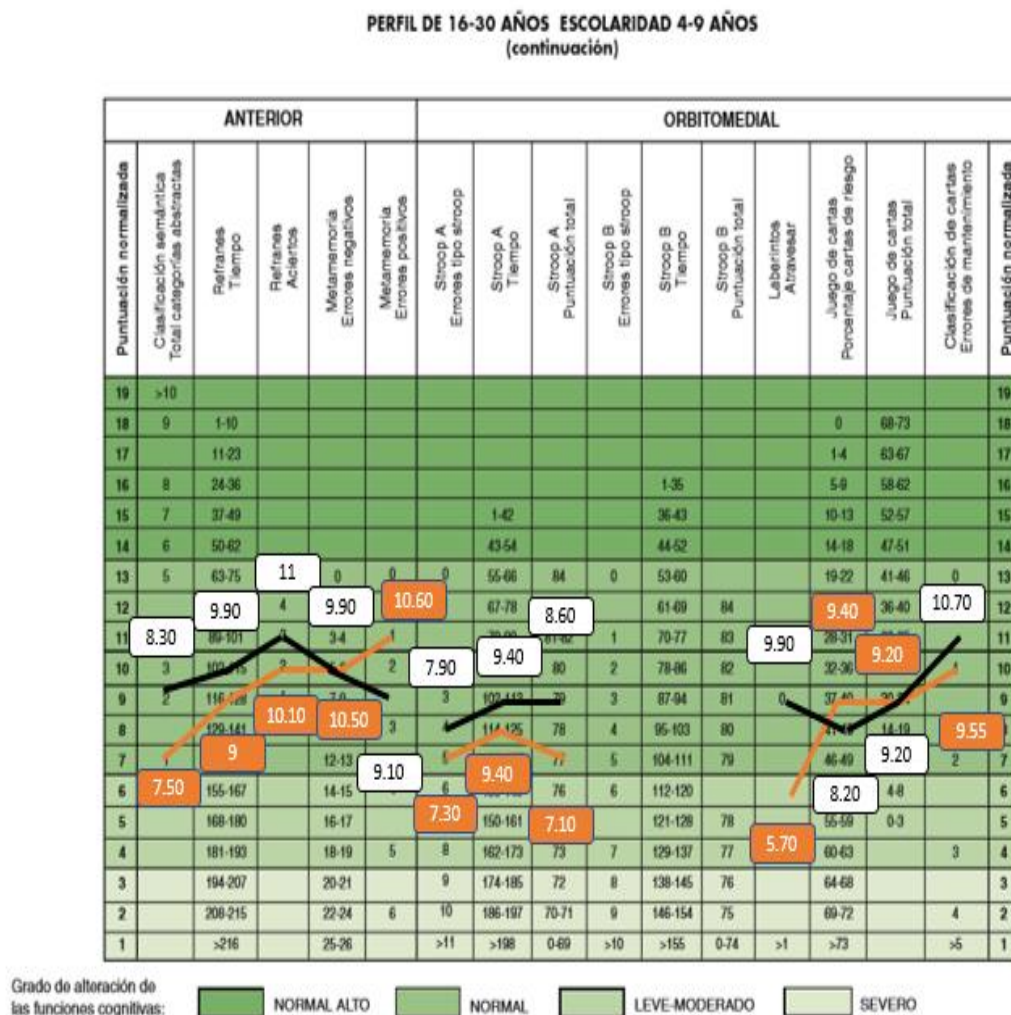 PERFIL DE 16-30 AÑOS ESCOLARIDAD 4-9 AÑOS
(continuación)
ANTERIOR ORBITOMEDIAL
Puntuación normalizada
Clasificación semántica
Total categorías abstractas
Refranes
Tiempo
Refranes
Aciertos
Metamemoria
Errores negativos
Metamemoria
Errores positivos
Stroop A
Errores tipo stroop
Stroop A
Tiempo
Stroop A
Puntuación total
Stroop B
Errores tipo stroop
Stroop B
Tiempo
Stroop B
Puntuación total
Laberintos
Atravesar
Juego de cartas
Porcentaje cartas de riesgo
Juego de cartas
Puntuación total
Clasificación de cartas
Errores de mantenimiento
Puntuación normalizada
19 >10 19
18 9 1-10 0 68-73 18
17 11-23 1-4 63-67 17
16 8 24-36 1-35 5-9 58-62 16
15 7 37-49 1-42 36-43 10-13 52-57 15
14 6 50-62 43-54 44-52 14-18 47-51 14
13 5 63-75 11 0 0 0 55-66 84 0 53-60 19-22 41-46 0 13
12 9.90 4 9.90 10.60 67-78 8.60 61-69 84 9.40 36-40 10.70 12
11 8.30 89-101 3-4 1 1 70-77 83 9.90 28-31 11
10 3 2 7.90 9.40 80 2 78-86 82 32-36 9.20 10
9 2 3 102-113 79 3 87-94 81 0 9
8 129-141 10.10 10.50 3 4 114-125 78 4 95-103 80 14-19 9.55
7 9 12-13 9.10 77 5 104-111 79 46-49 9.20 2 7
6 7.50 155-167 14-15 6 9.40 76 6 112-120 8.20 4-8 6
5 168-180 16-17 7.30 150-161 7.10 121-128 78 5.70 55-59 0-3 5
4 181-193 18-19 5 8 162-173 73 7 129-137 77 60-63 3 4
3 194-207 20-21 9 174-185 72 8 138-145 76 64-68 3
2 208-215 22-24 6 10 186-197 70-71 9 146-154 75 69-72 4 2
1 >216 25-26 >11 >198 0-69 >10 >155 0-74 >1 >73 >5 1
Grado de alteración de
las funciones cognitivas: NORMAL ALTO NORMAL LEVE-MODERADO SEVERO